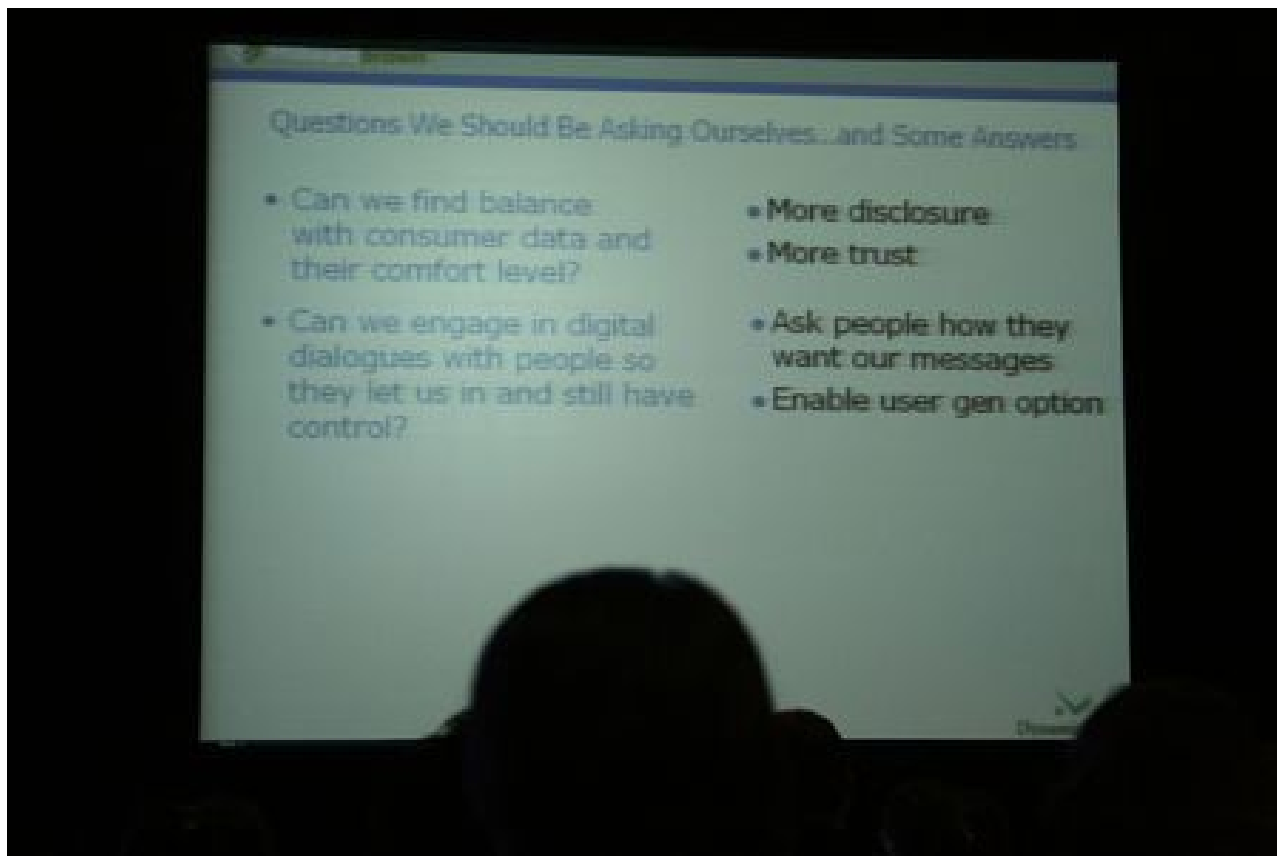 Questions We Should Be Asking Ourselves...and Some Answers
• Can we find balance
with consumer data and
their comfort level?
• Can we engage in digital
dialogues with people so
they let us in and still have
control?
• More disclosure
• More trust
• Ask people how they
want our messages
• Enable user gen option